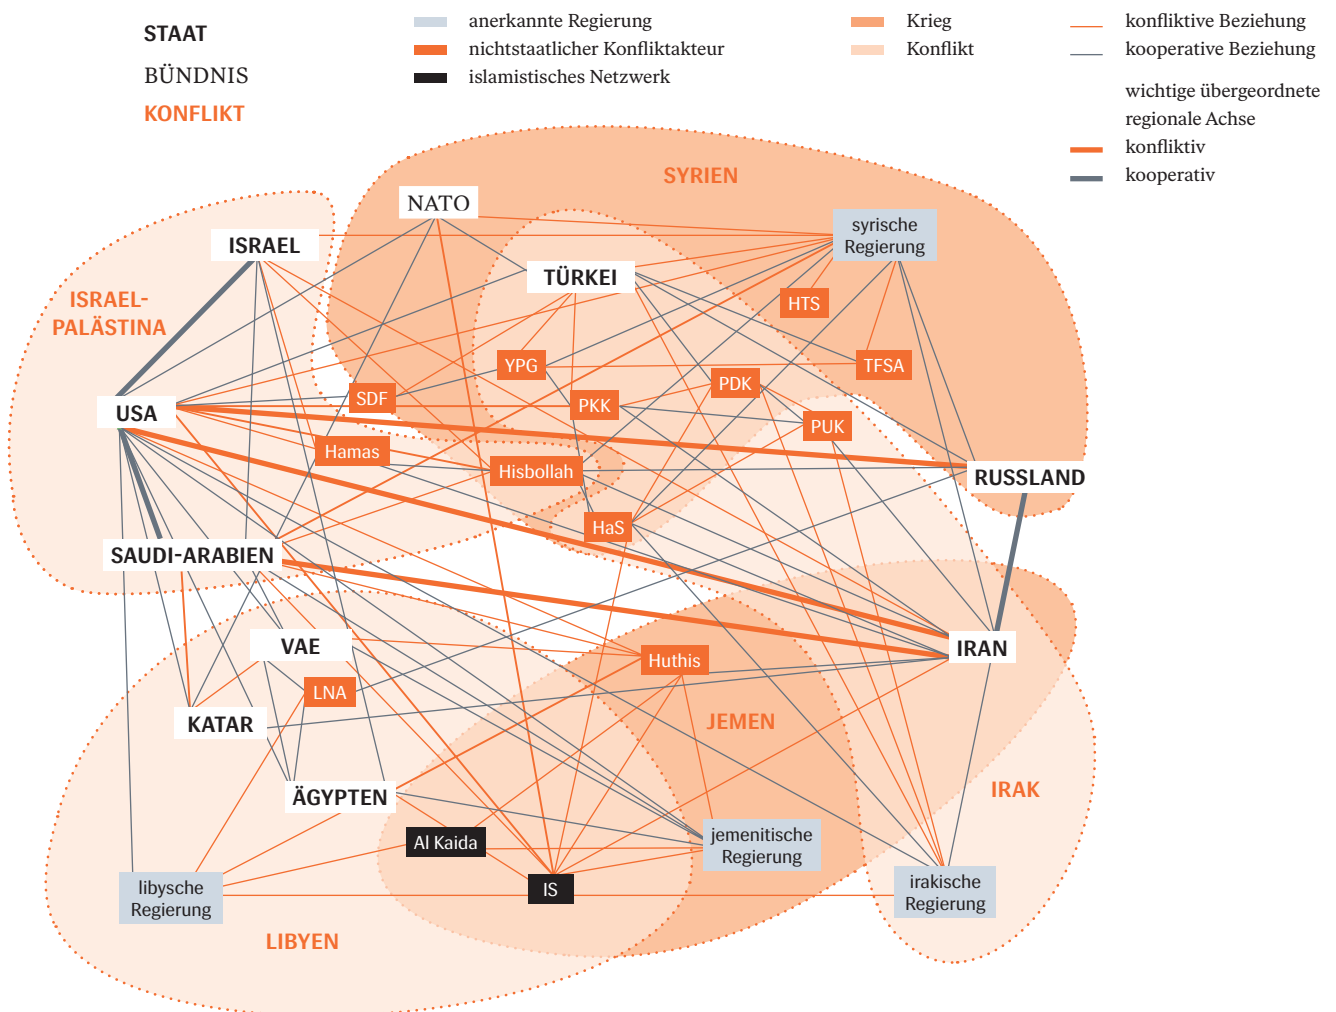 STAAT
BÜNDNIS
KONFLIKT
anerkannte Regierung
nichtstaatlicher Konfliktakteur
islamistisches Netzwerk
Krieg
Konflikt
konfliktive Beziehung
kooperative Beziehung
wichtige übergeordnete
regionale Achse
konfliktiv
kooperativ
SYRIEN
NATO
syrische
Regierung
ISRAEL
TÜRKEI
ISRAEL-
PALÄSTINA
HTS
YPG
TFSA
PDK
SDF
PKK
USA
PUK
Hamas
Hisbollah
RUSSLAND
HaS
SAUDI-ARABIEN
VAE
IRAN
Huthis
LNA
KATAR
JEMEN
IRAK
ÄGYPTEN
Al Kaida
jemenitische
Regierung
IS
libysche
Regierung
irakische
Regierung
LIBYEN